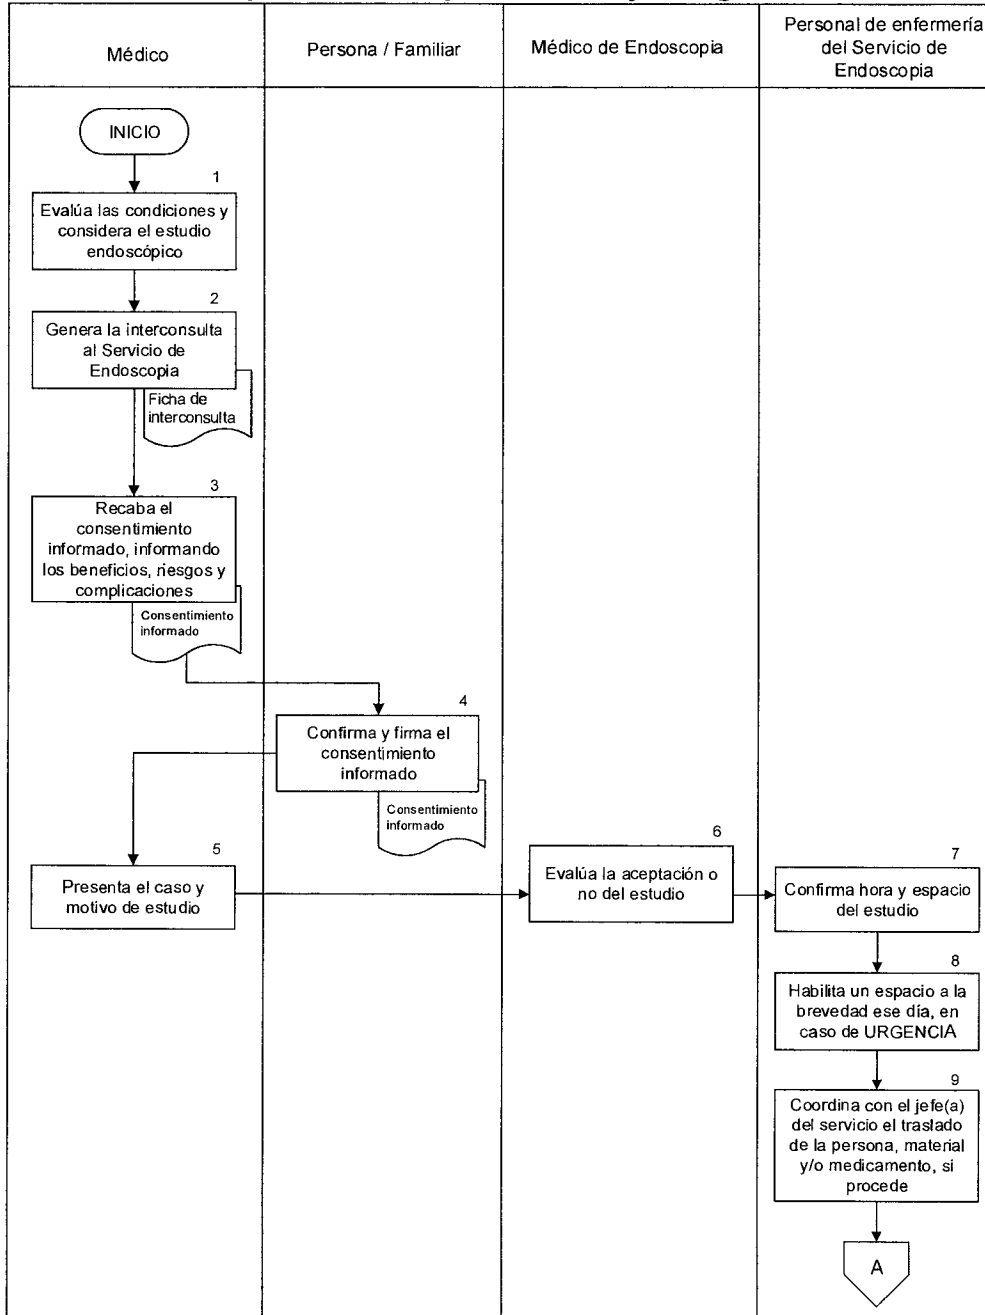 Médico
Persona / Familiar
Médico de Endoscopia
Personal de enfermería
del Servicio de
Endoscopia
INICIO
1
Evalúa las condiciones y
considera el estudio
endoscópico
2
Genera la interconsulta
al Servicio de
Endoscopia
Ficha de
interconsulta
3
Recaba el
consentimiento
informado, informando
los beneficios, riesgos y
complicaciones
Consentimiento
informado
4
Confirma y firma el
consentimiento
informado
Consentimiento
informado
5
Presenta el caso y
motivo de estudio
6
Evalúa la aceptación o
no del estudio
7
Confirma hora y espacio
del estudio
8
Habilita un espacio a la
brevedad ese día, en
caso de URGENCIA
9
Coordina con el jefe(a)
del servicio el traslado
de la persona, material
y/o medicamento, si
procede
A